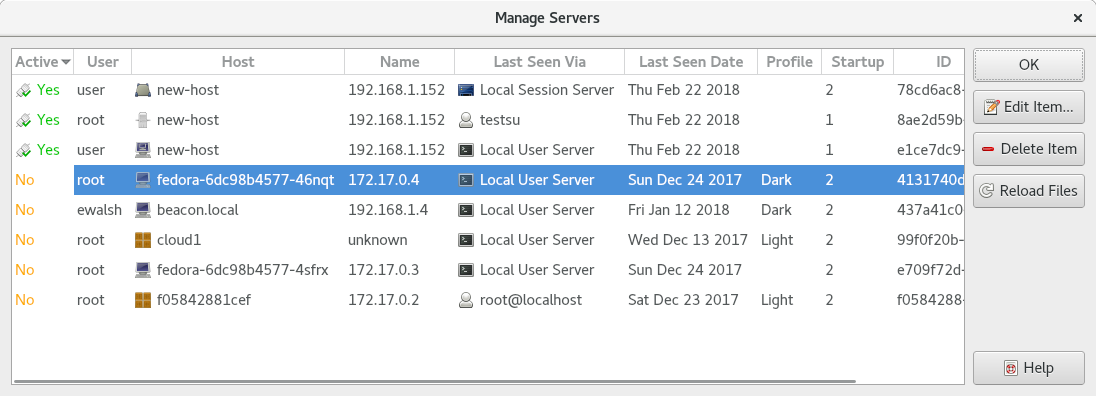 Manage Servers
Active User Host Name Last Seen Via Last Seen Date Profile Startup ID
Yes user new-host 192.168.1.152 Local Session Server Thu Feb 22 2018 2 78cd6ac8-
Yes root new-host 192.168.1.152 testsu Thu Feb 22 2018 1 8ae2d59b-
Yes user new-host 192.168.1.152 Local User Server Thu Feb 22 2018 1 e1ce7dc9-
No root fedora-6dc98b4577-46nqt 172.17.0.4 Local User Server Sun Dec 24 2017 Dark 2 4131740d
No ewalsh beacon.local 192.168.1.4 Local User Server Fri Jan 12 2018 Dark 2 437a41c0
No root cloud1 unknown Local User Server Wed Dec 13 2017 Light 2 99f0f20b-
No root fedora-6dc98b4577-4sfrx 172.17.0.3 Local User Server Sun Dec 24 2017 2 e709f72d-
No root f05842881cef 172.17.0.2 root@localhost Sat Dec 23 2017 Light 2 f0584288-
OK
Edit Item...
Delete Item
Reload Files
Help